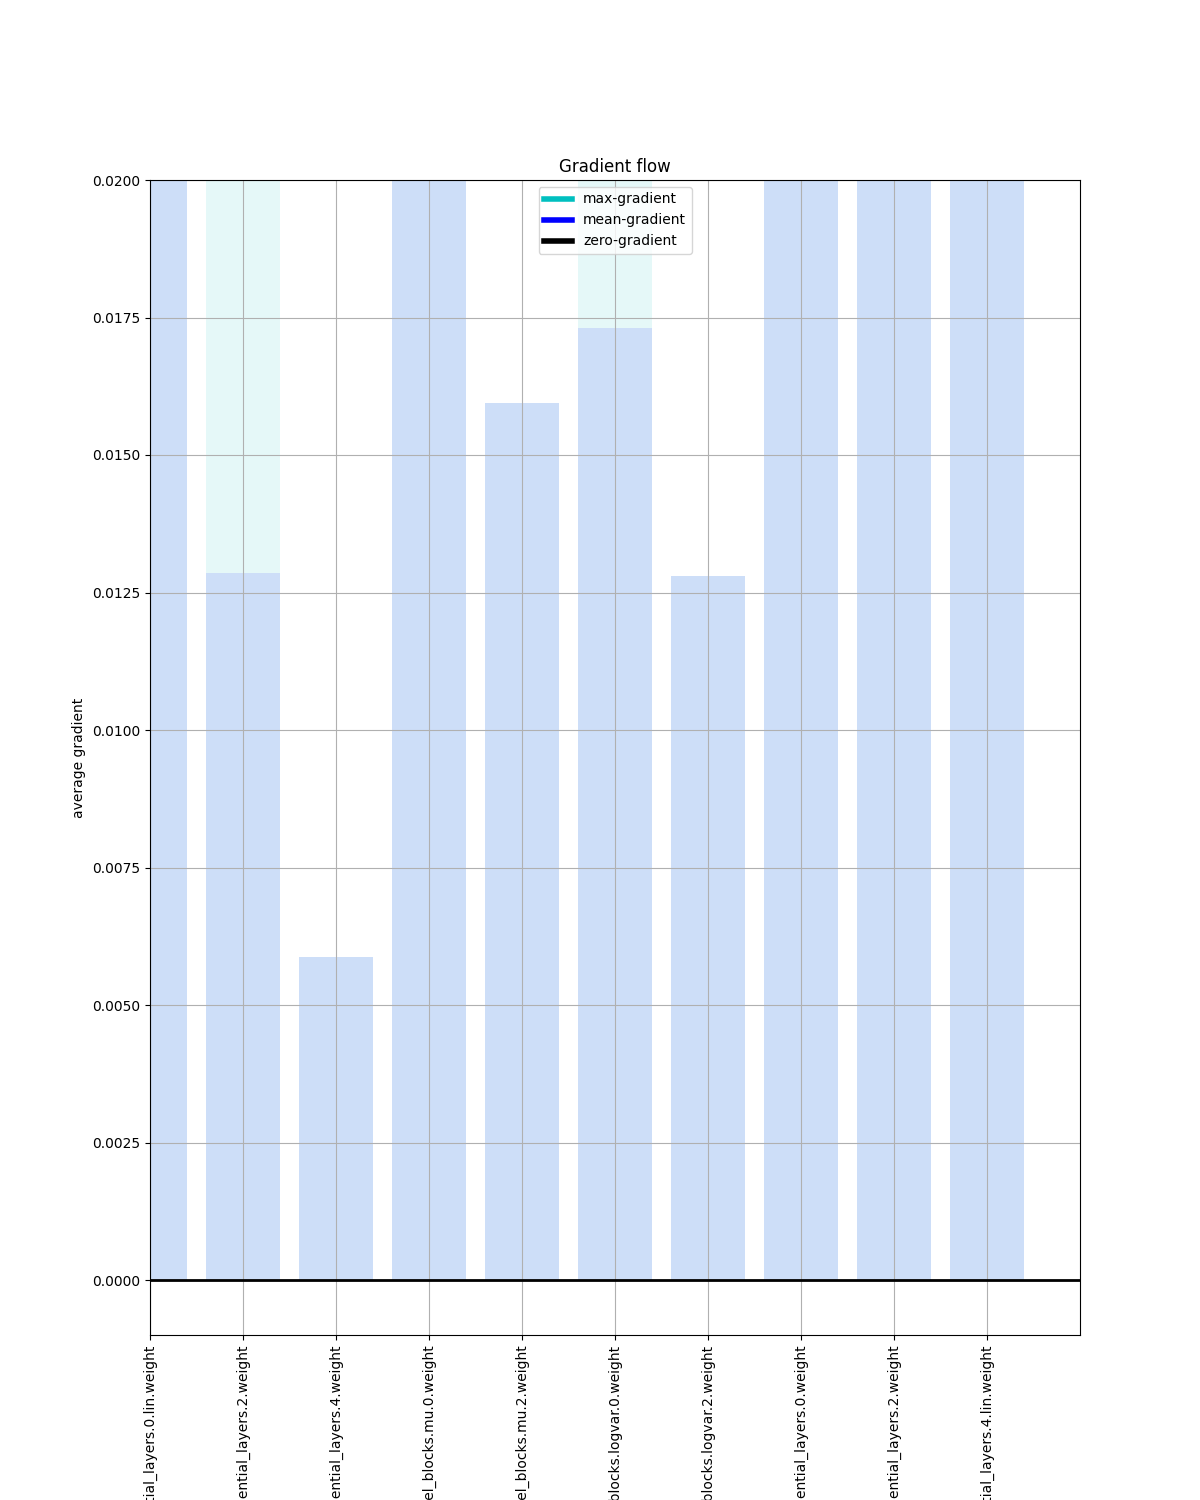 Gradient flow
max-gradient
mean-gradient
zero-gradient
0.0200
0.0175
0.0150
0.0125
0.0100
0.0075
0.0050
0.0025
0.0000
average gradient
tial_layers.0.lin.weight
ential_layers.2.weight
ential_layers.4.weight
el_blocks.mu.0.weight
el_blocks.mu.2.weight
blocks.logvar.0.weight
blocks.logvar.2.weight
ential_layers.0.weight
ential_layers.2.weight
tial_layers.4.lin.weight